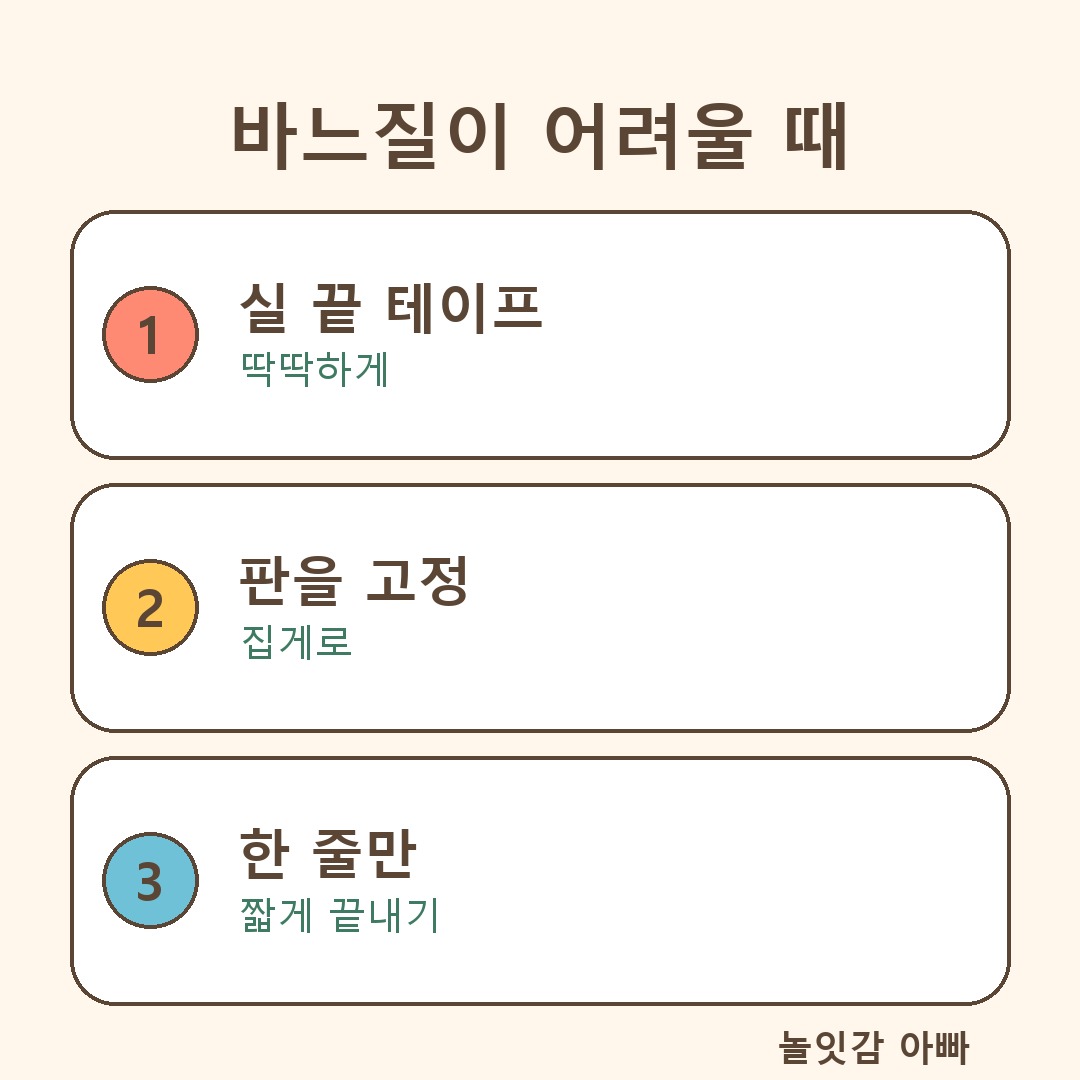 바느질이 어려울 때
1
실 끝 테이프
딱딱하게
2
판을 고정
집게로
3
한 줄만
짧게 끝내기
놀잇감 아빠